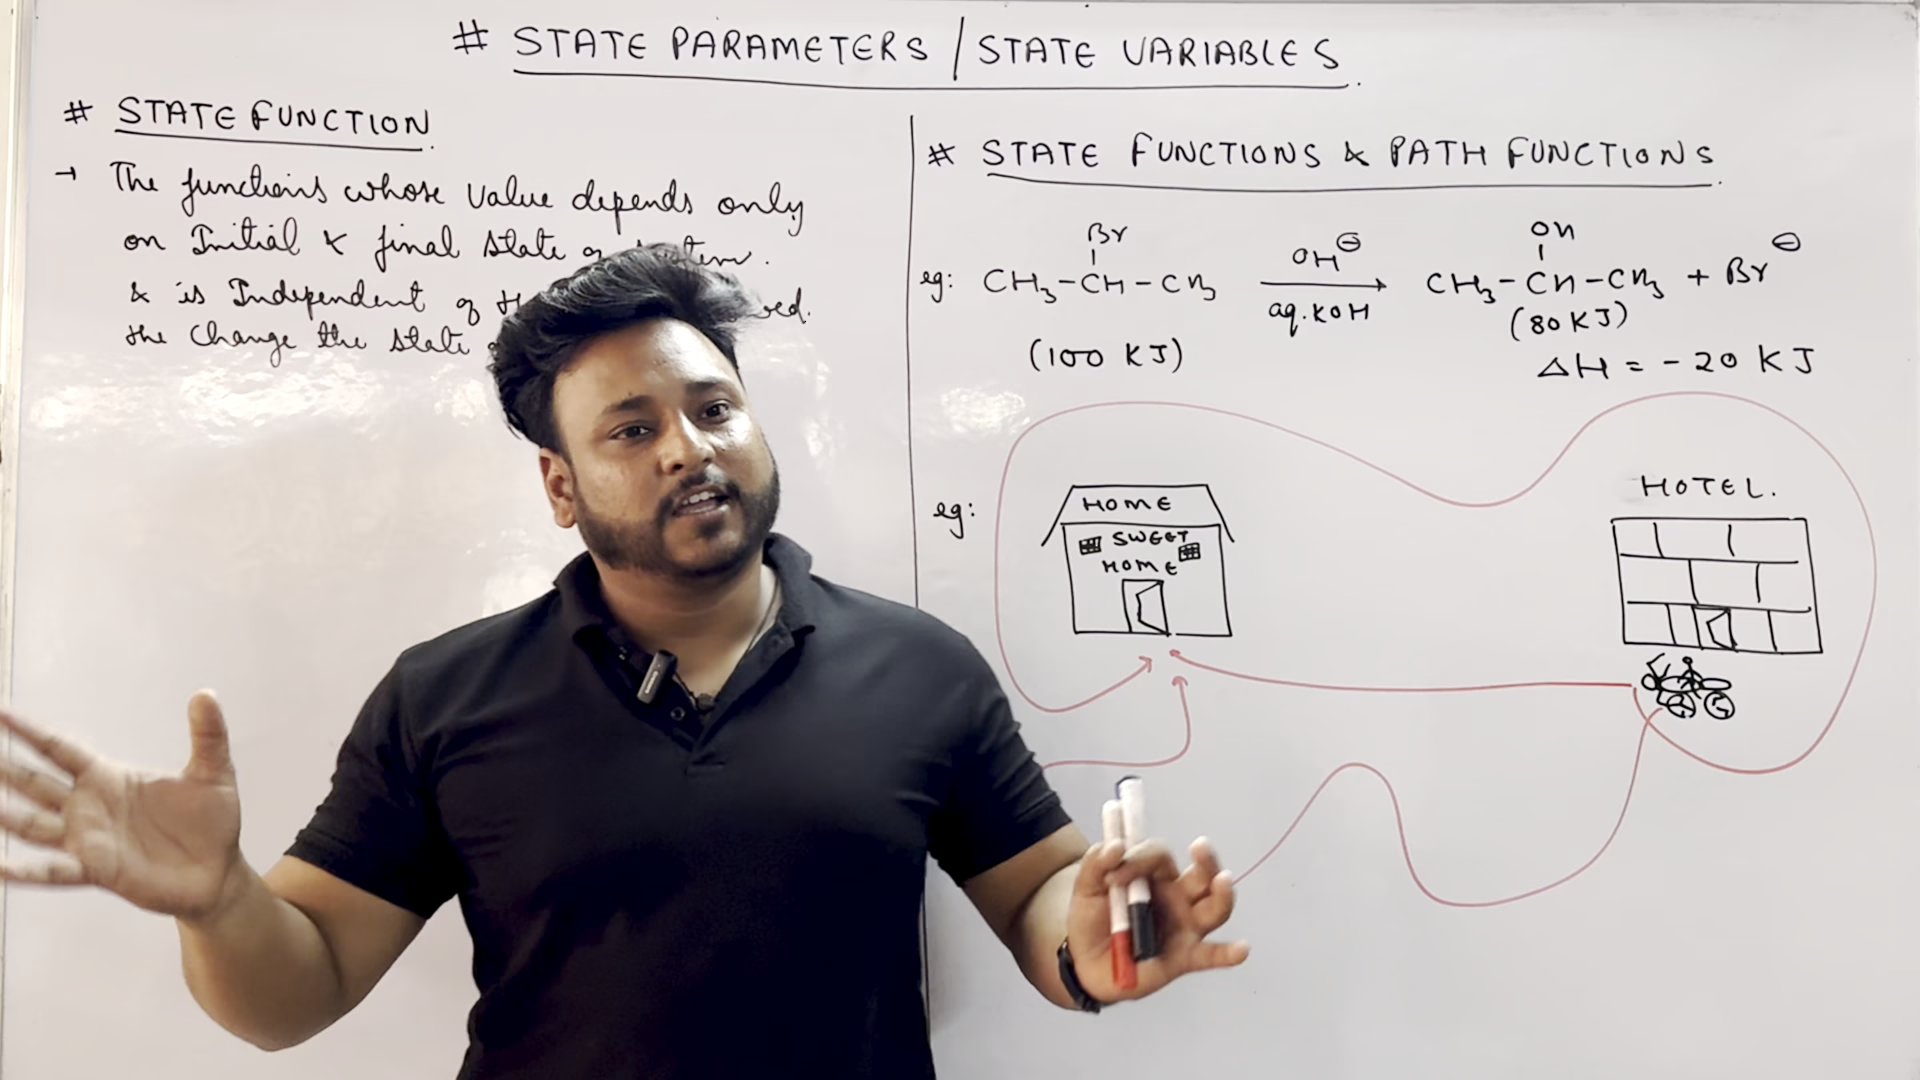 # STATE PARAMETERS / STATE VARIABLES
# STATE FUNCTION
→ The functions whose value depends only
on Initial & final state
& is Independent of
the Change the state
# STATE FUNCTIONS & PATH FUNCTIONS
Br
eg: CH₃-CH-CH₃
OH⊖
aq.KOH
OH
CH₃-CH-CH₃ + Br⊖
(100 KJ)
(80 KJ)
ΔH = -20 KJ
eg:
HOME
SWEET
HOME
HOTEL.